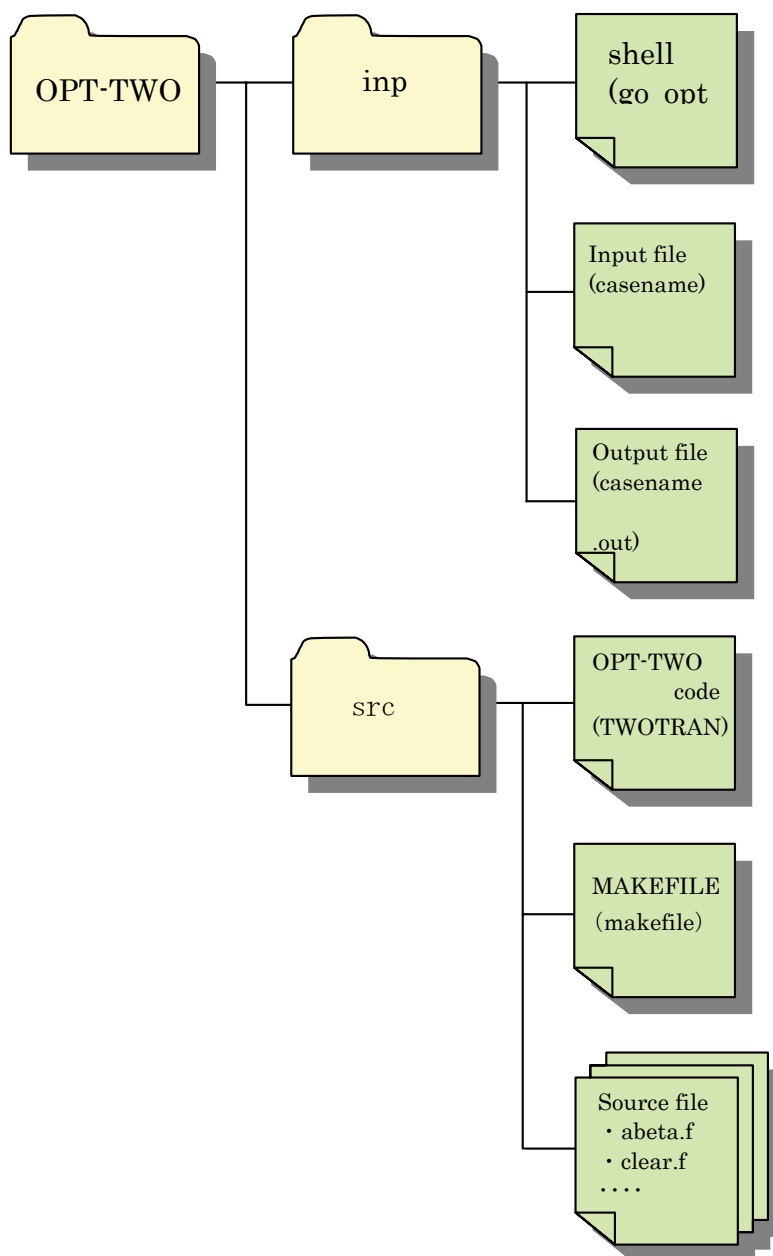 OPT-TWO
inp
shell
(go_opt
Input file
(casename)
Output file
(casename
.out)
src
OPT-TWO
code
(TWOTRAN)
MAKEFILE
(makefile)
Source file
・abeta.f
・clear.f
‥‥